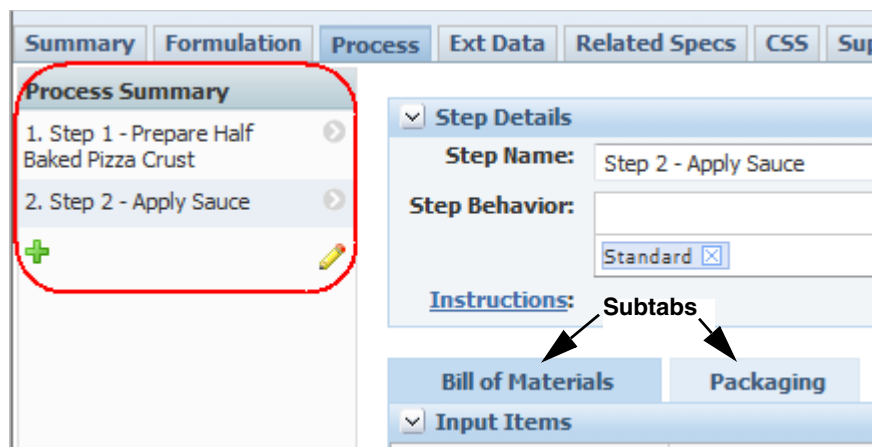 Summary Formulation Process Ext Data Related Specs CSS
Process Summary
1. Step 1 - Prepare Half
Baked Pizza Crust
2. Step 2 - Apply Sauce
Step Details
Step Name: Step 2 - Apply Sauce
Step Behavior:
Standard
Instructions:
Subtabs
Bill of Materials Packaging
Input Items